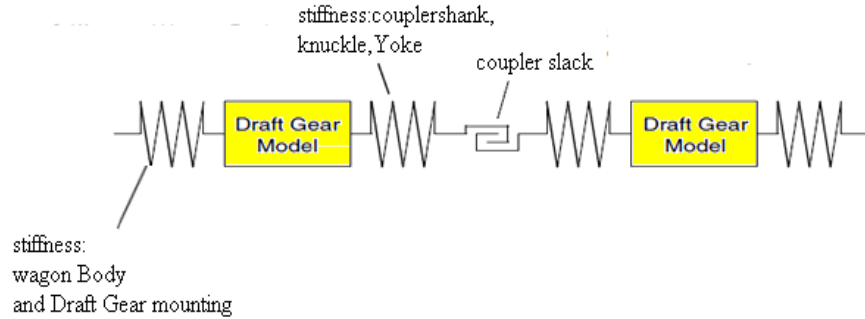 stiffness:couplershank,
knuckle,Yoke
coupler slack
Draft Gear
Model
Draft Gear
Model
stiffness:
wagon Body
and Draft Gear mounting